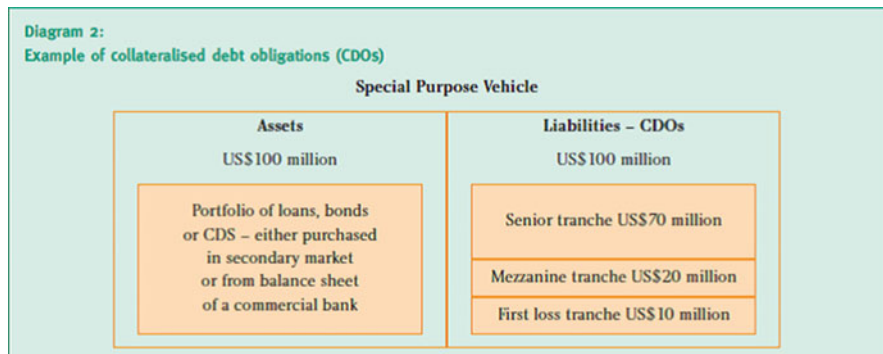 Diagram 2:
Example of collateralised debt obligations (CDOs)
Special Purpose Vehicle
Assets
US$100 million
Portfolio of loans, bonds
or CDS – either purchased
in secondary market
or from balance sheet
of a commercial bank
Liabilities – CDOs
US$100 million
Senior tranche US$70 million
Mezzanine tranche US$20 million
First loss tranche US$10 million